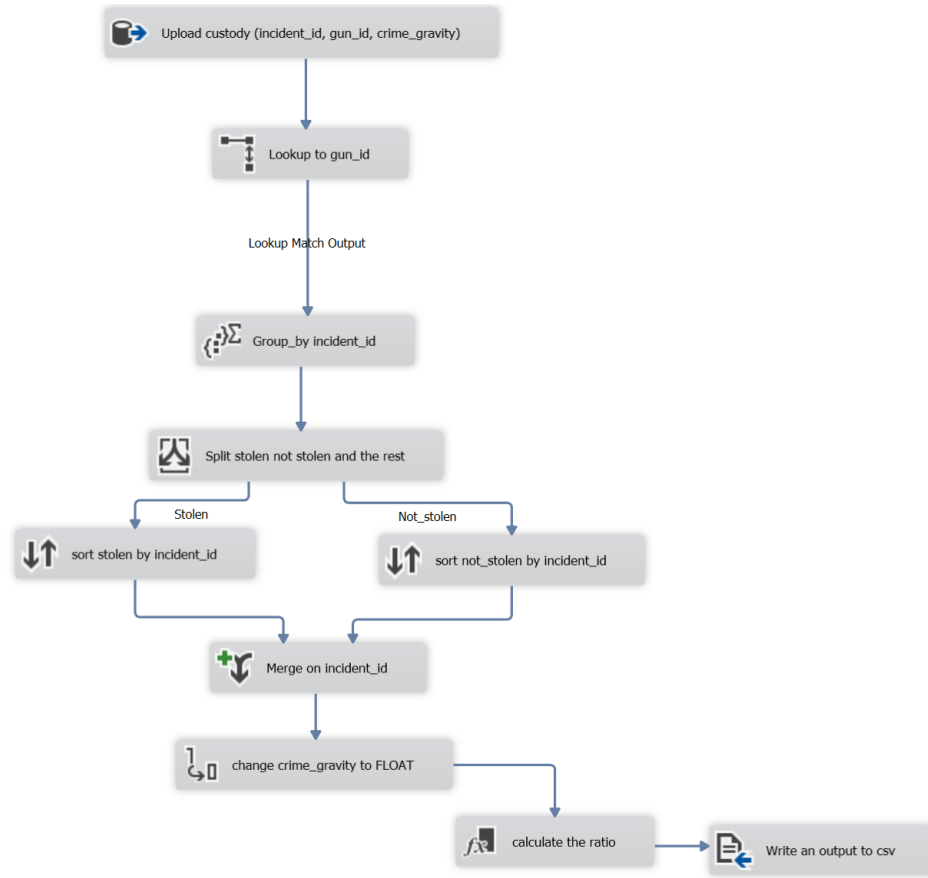 Upload custody (incident_id, gun_id, crime_gravity)
Lookup to gun_id
Lookup Match Output
Group_by incident_id
Split stolen not stolen and the rest
Stolen
Not_stolen
sort stolen by incident_id
sort not_stolen by incident_id
Merge on incident_id
change crime_gravity to FLOAT
calculate the ratio
Write an output to csv